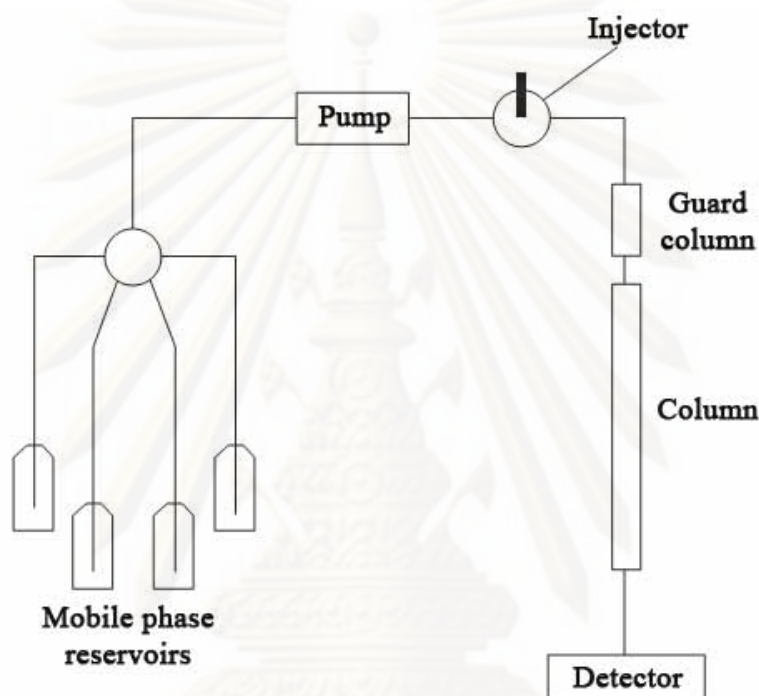 Injector
Pump
Guard
column
Column
Mobile phase
reservoirs
Detector